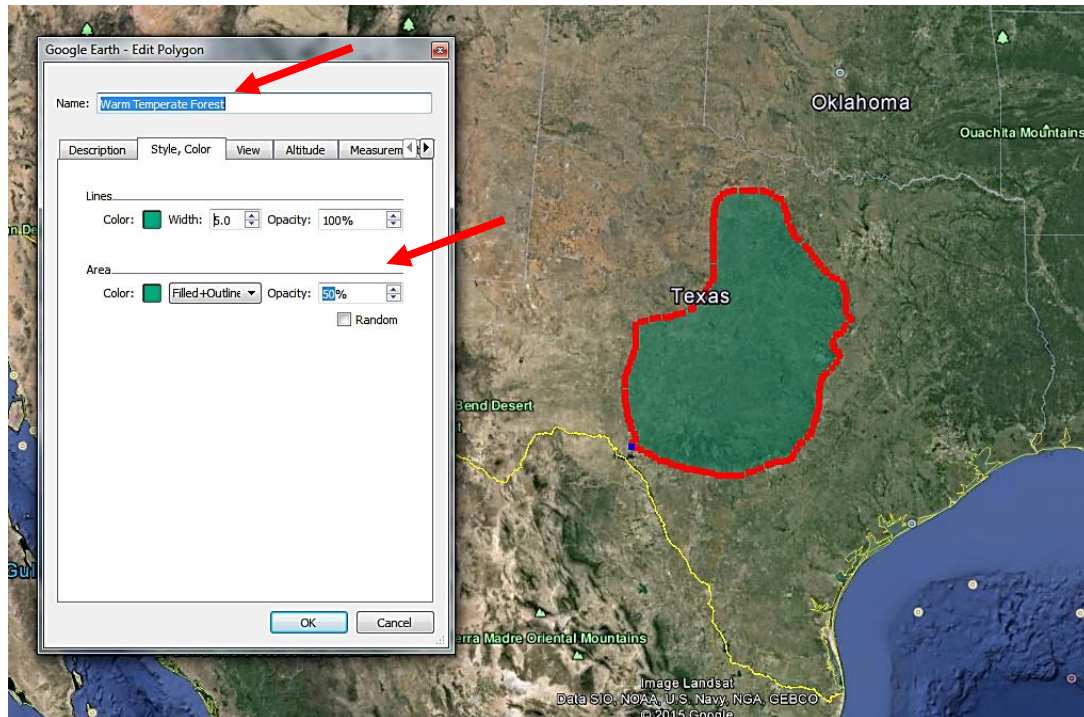 Google Earth - Edit Polygon
Name: Warm Temperate Forest
Description Style, Color View Altitude Measurem
Lines
Color: Width: 5.0 Opacity: 100%
Area
Color: Filled+Outline Opacity: 50%
Random
OK Cancel
Oklahoma
Ouachita Mountains
Texas
Bend Desert
erra Madre Oriental Mountains
Gul
Image Landsat
Data SIO, NOAA, U.S. Navy, NGA, GEBCO
© 2015 Google